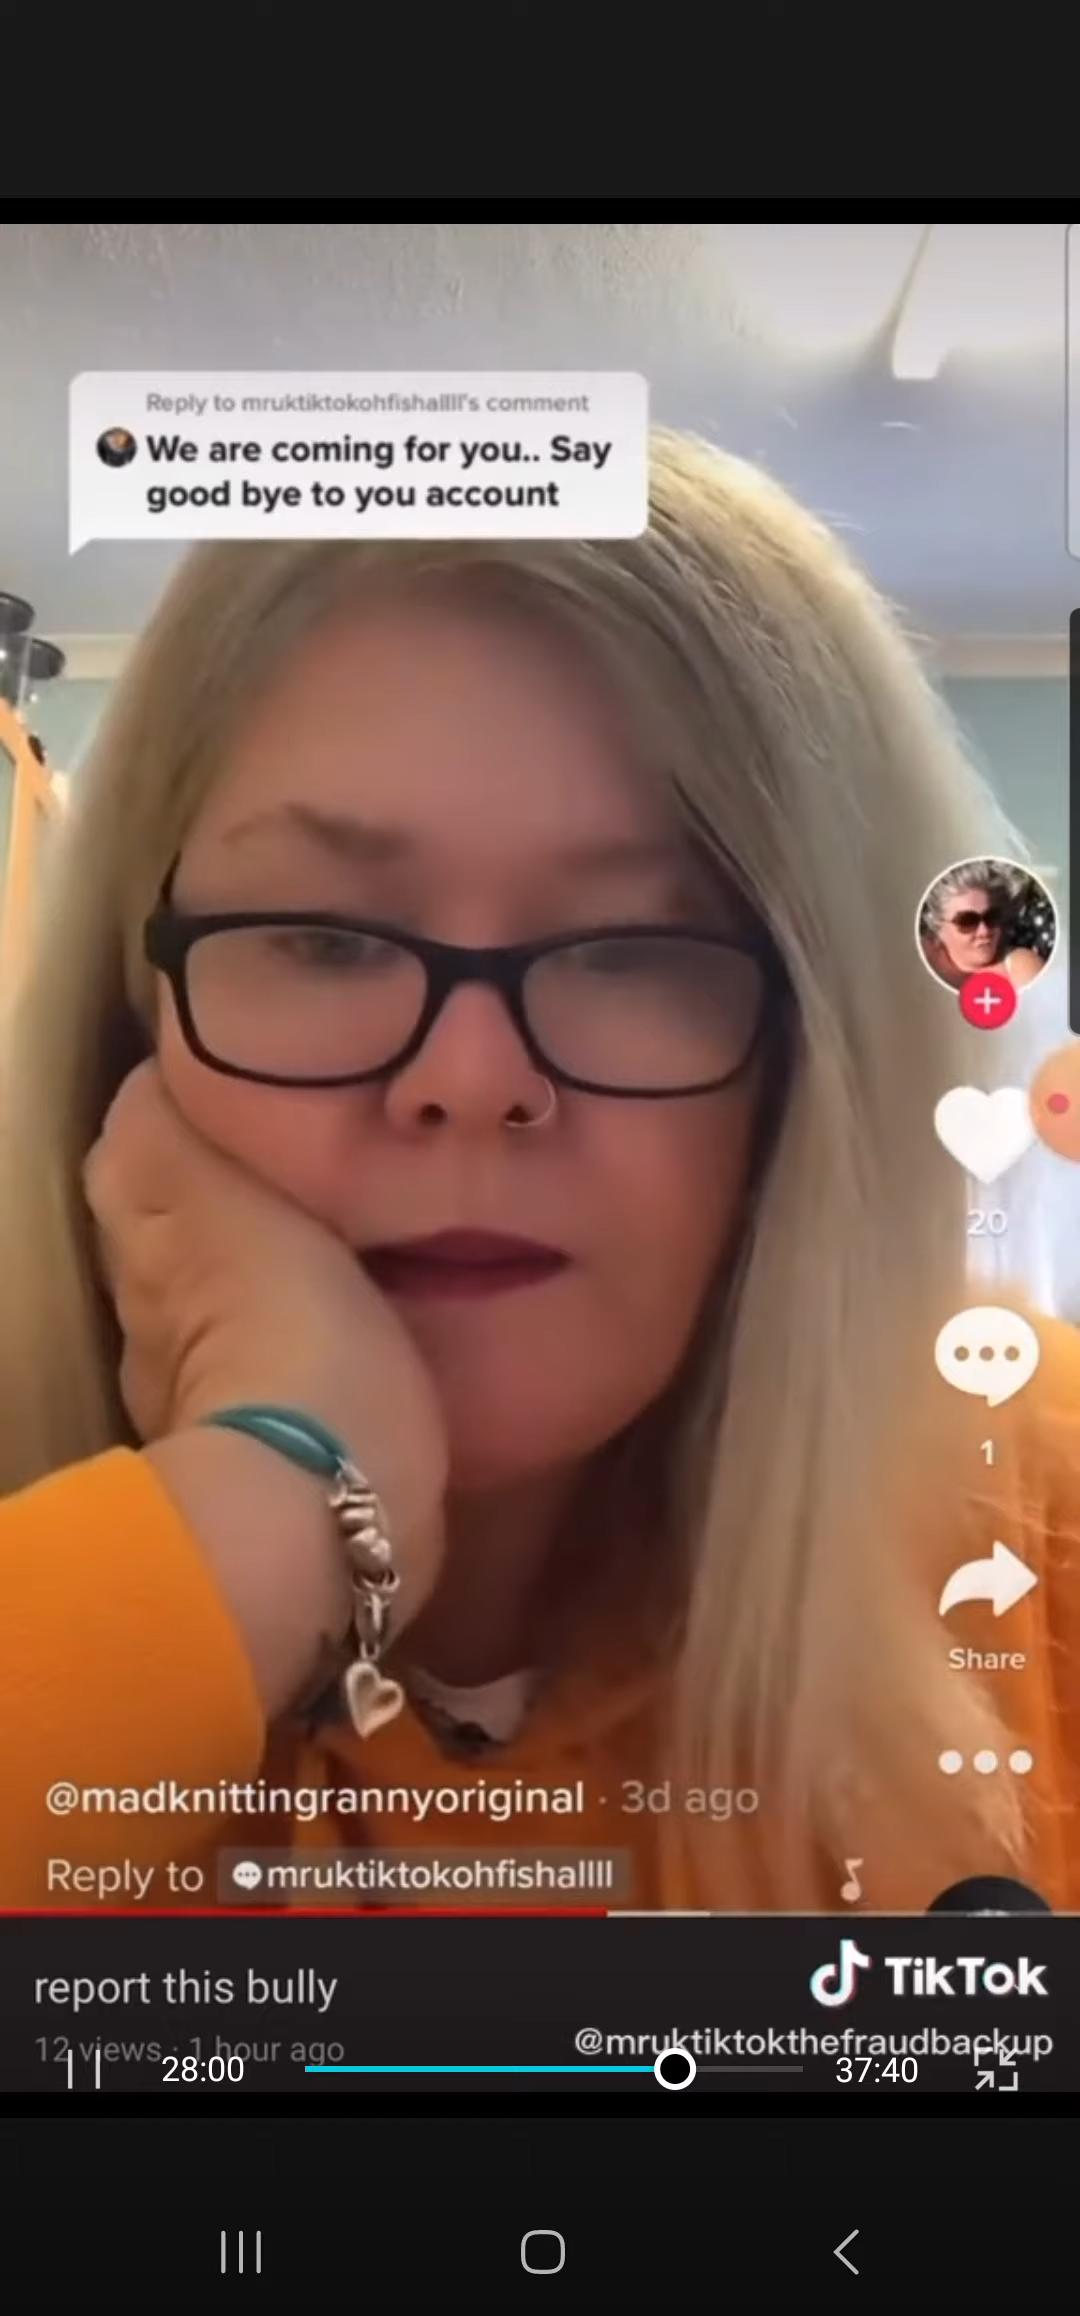 Reply to mruktiktokohfishallll's comment
We are coming for you.. Say
good bye to you account
20
1
Share
@madknittingrannyoriginal · 3d ago
Reply to mruktiktokohfishallll
report this bully
TikTok
12 views · 1 hour ago
@mruktiktokthefraudbackup
28:00
37:40